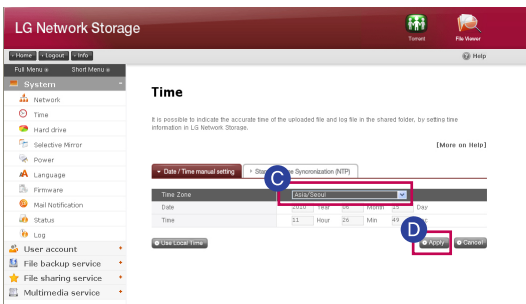 LG Network Storage
Torrent
File Viewer
Home
Logout
Info
Help
Full Menu
Short Menu
System
Network
Time
Hard drive
Selective Mirror
Power
Language
Firmware
Mail Notification
Status
Log
User account
File backup service
File sharing service
Multimedia service
Time
It is possible to indicate the accurate time of the uploaded file and log file in the shared folder, by setting time
information in LG Network Storage.
[More on Help]
Date / Time manual setting
Syncronization (NTP)
C
Time Zone Asia/Seoul
Date 2010 Year 06 Month 25 Day
Time 11 Hour 26 Min 49
D
Use Local Time
Apply
Cancel